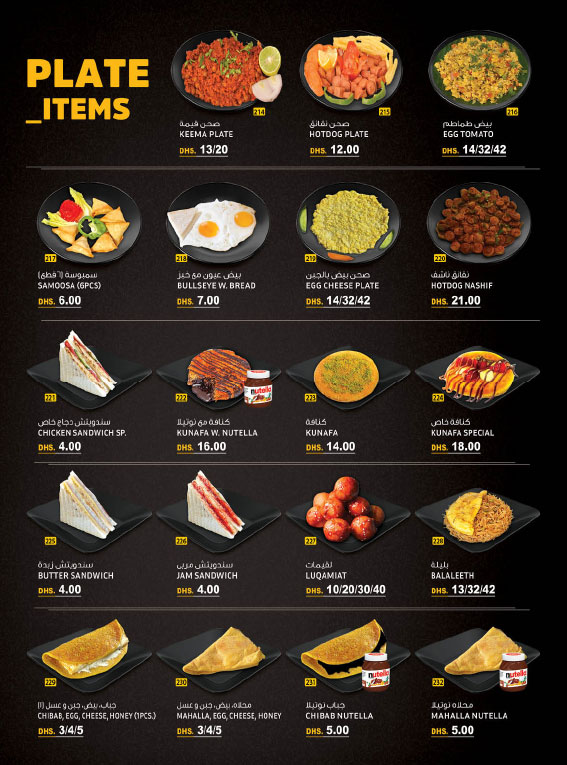 PLATE
_ITEMS
214
صحن قيمة
KEEMA PLATE
DHS. 13/20
215
صحن نقانق
HOTDOG PLATE
DHS. 12.00
216
بيض طماطم
EGG TOMATO
DHS. 14/32/42
217
سمبوسة (٦ قطع)
SAMOOSA (6PCS)
DHS. 6.00
218
بيض عيون مع خبز
BULLSEYE W. BREAD
DHS. 7.00
219
صحن بيض بالجبن
EGG CHEESE PLATE
DHS. 14/32/42
220
نقانق ناشف
HOTDOG NASHIF
DHS. 21.00
221
سندويتش دجاج خاص
CHICKEN SANDWICH SP.
DHS. 4.00
222
nutella
كنافة مع نوتيلا
KUNAFA W. NUTELLA
DHS. 16.00
223
كنافة
KUNAFA
DHS. 14.00
224
كنافة خاص
KUNAFA SPECIAL
DHS. 18.00
225
سندويتش زبدة
BUTTER SANDWICH
DHS. 4.00
226
سندويتش مربى
JAM SANDWICH
DHS. 4.00
227
لقيمات
LUQAMIAT
DHS. 10/20/30/40
228
بليلة
BALALEETH
DHS. 13/32/42
229
جباب، بيض، جبن و عسل (١)
CHIBAB, EGG, CHEESE, HONEY (1PCS.)
DHS. 3/4/5
230
محلاه، بيض، جبن و عسل
MAHALLA, EGG, CHEESE, HONEY
DHS. 3/4/5
231
nutella
جباب نوتيلا
CHIBAB NUTELLA
DHS. 5.00
232
nutella
محلاه نوتيلا
MAHALLA NUTELLA
DHS. 5.00